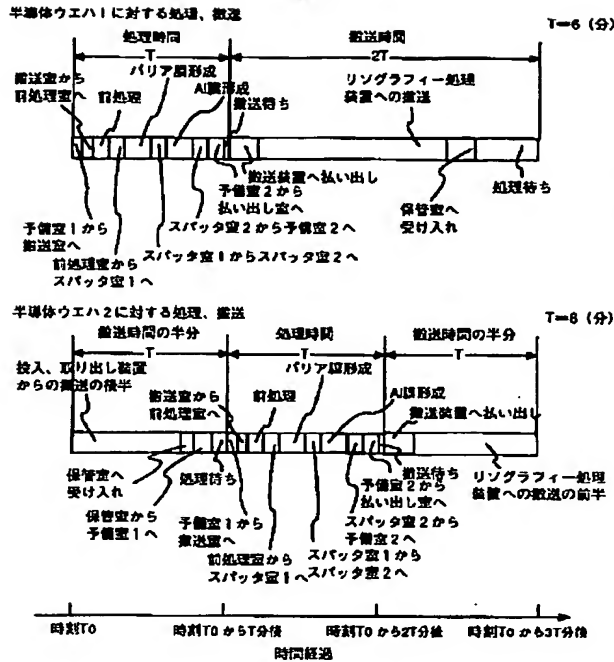 半導体ウエハ1に対する処理、搬送
T=6（分）
処理時間
搬送時間
T
2T
バリア膜形成
搬送室から
前処理室へ
前処理
Al膜形成
搬送待ち
リソグラフィー処理
装置への搬送
搬送装置へ払い出し
予備室2から
払い出し室へ
処理待ち
保管室へ
受け入れ
予備室1から
搬送室へ
スパッタ室2から予備室2へ
スパッタ室1からスパッタ室2へ
前処理室から
スパッタ室1へ
半導体ウエハ2に対する処理、搬送
T=6（分）
搬送時間の半分
処理時間
搬送時間の半分
T
T
T
投入、取り出し装置
からの搬送の後半
搬送室から
前処理室へ
前処理
バリア膜形成
Al膜形成
搬送装置へ払い出し
保管室へ
受け入れ
処理待ち
搬送待ち
リソグラフィー処理
装置への搬送の前半
保管室から
予備室1へ
予備室1から
搬送室へ
予備室2から
払い出し室へ
スパッタ室2から
予備室2へ
前処理室から
スパッタ室1へ
スパッタ室1から
スパッタ室2へ
時刻T0
時刻T0からT分後
時刻T0から2T分後
時刻T0から3T分後
時間経過